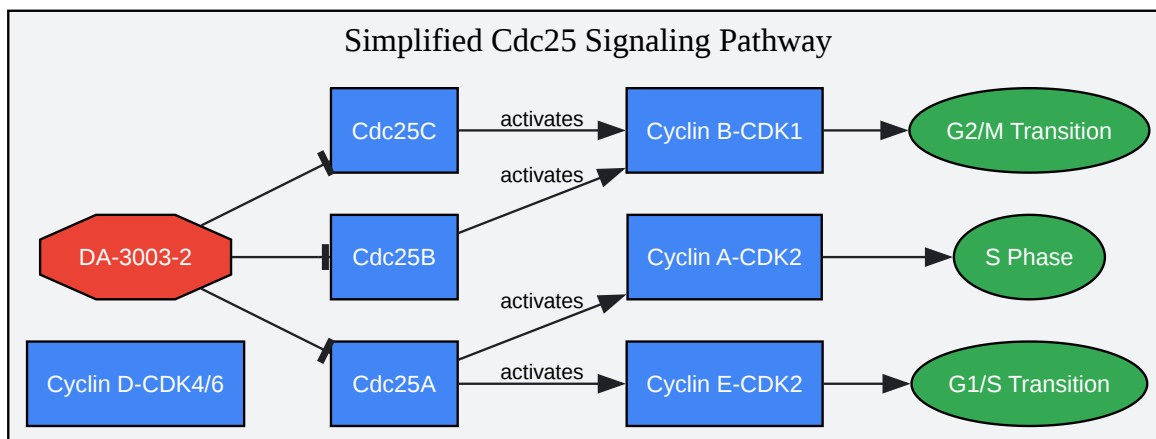 Simplified Cdc25 Signaling Pathway
Cdc25C
activates
Cyclin B-CDK1
G2/M Transition
activates
DA-3003-2
Cdc25B
Cyclin A-CDK2
S Phase
activates
Cyclin D-CDK4/6
Cdc25A
activates
Cyclin E-CDK2
G1/S Transition